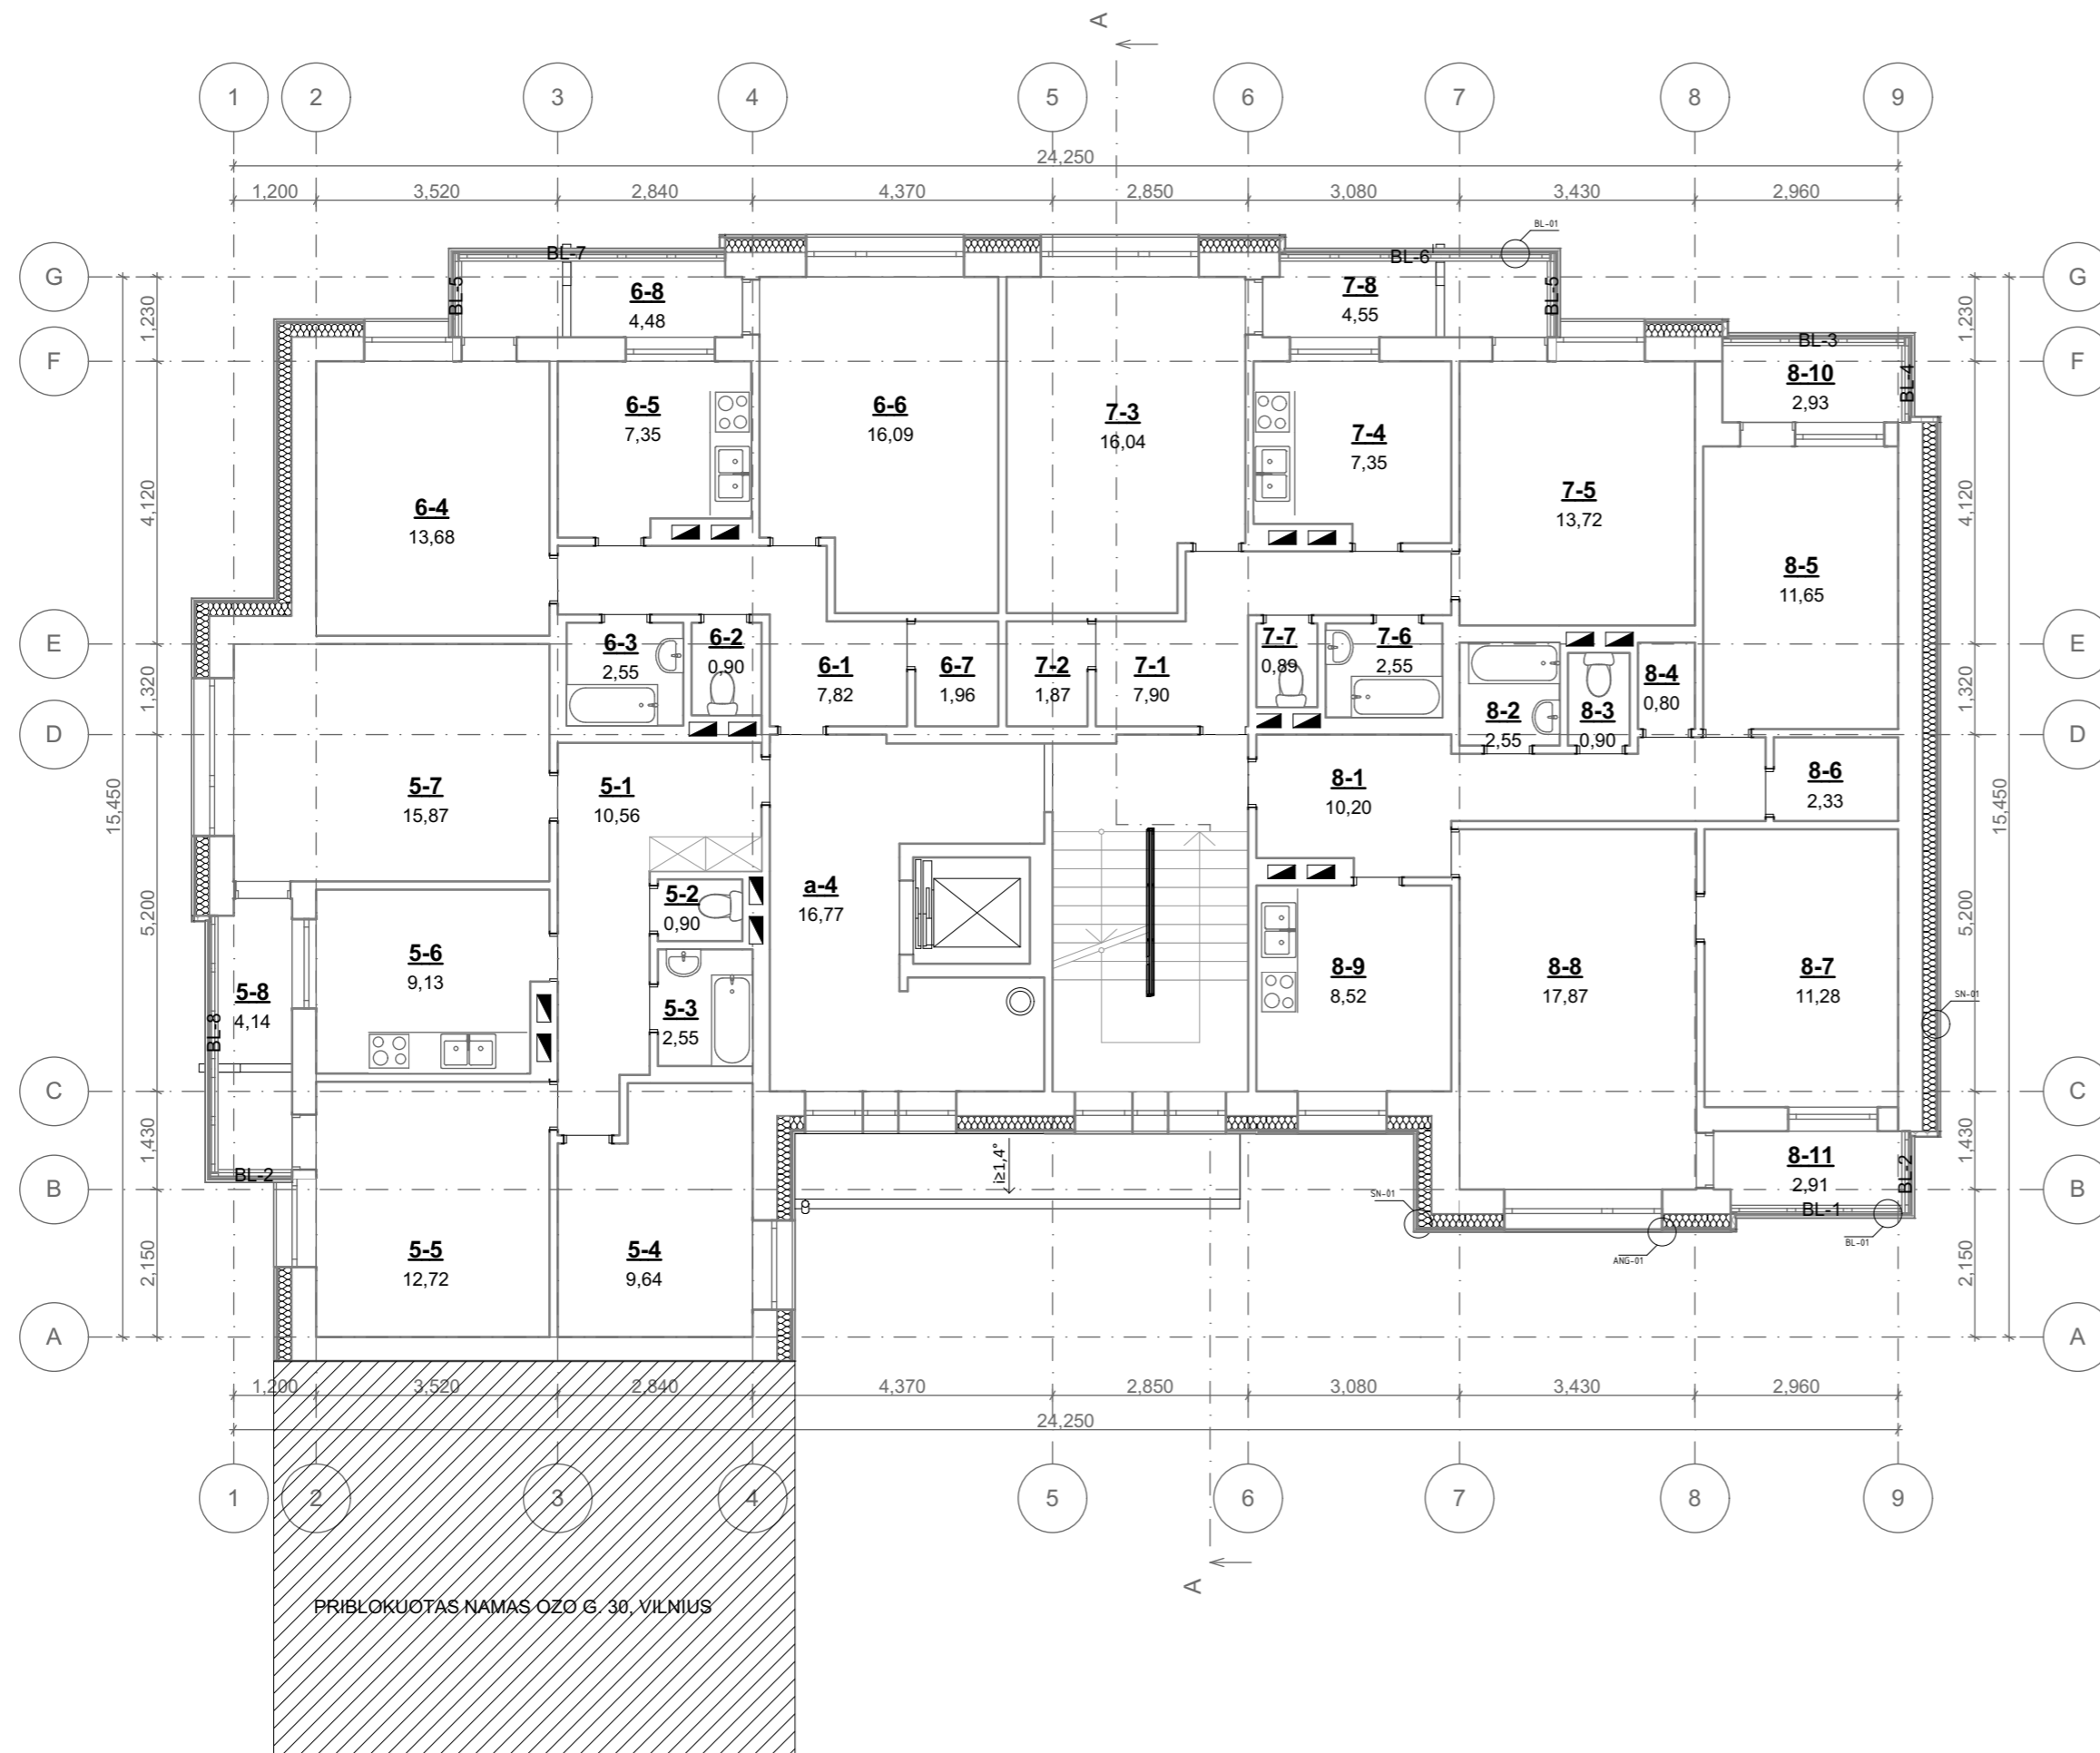 A
1 2 3 4 5 6 7 8 9
24,250
1,200 3,520 2,840 4,370 2,850 3,080 3,430 2,960
BL-01
G BL-7 BL-6 G
BL-5 6-8 7-8 BL-5
4,48 4,55
1,230 1,230
F BL-3 F
8-10 BL-4
2,93
6-5 6-6 7-3 7-4
7,35 16,09 16,04 7,35
6-4 7-5
13,68 13,72
4,120 4,120
8-5
11,65
E E
6-3 6-2 6-1 6-7 7-2 7-1 7-7 7-6
2,55 0,90 7,82 1,96 1,87 7,90 0,89 2,55
8-4
0,80
8-2 8-3
2,55 0,90
1,320 1,320
D D
5-7 5-1 8-1 8-6
15,87 10,56 10,20 2,33
15,450 15,450
5-2 a-4
0,90 16,77
5,200 5,200
5-6 8-9 8-8 8-7
9,13 8,52 17,87 11,28
5-8 5-3
4,14 2,55
BL-8
SN-01
C C
1,430 1,430
i≥1,4°
8-11
2,91
BL-2 BL-2
B SN-01 BL-1 B
ANG-01 BL-01
5-5 5-4
12,72 9,64
2,150 2,150
A A
1,200 3,520 2,840 4,370 2,850 3,080 3,430 2,960
24,250
1 2 3 4 5 6 7 8 9
A
PRIBLOKUOTAS NAMAS OZO G. 30, VILNIUS